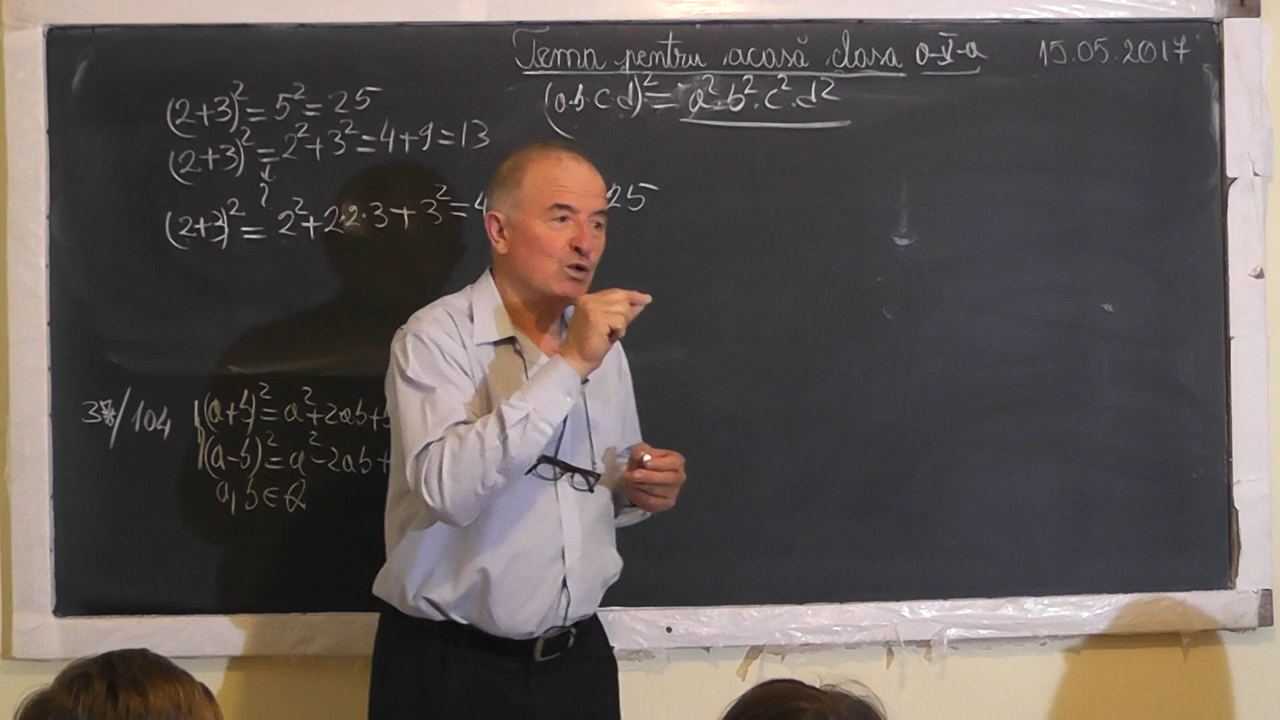 Tema pentru acasă clasa a-V-a 15.05.2017
(a·b·c·d)²= a²·b²·c²·d²
(2+3)²=5²=25
(2+3)²=2²+3²=4+9=13
↓
?
(2+3)²= 2²+2·2·3+3²=4 25
/104 (a+b)²=a²+2ab+
(a-b)²=a²-2ab+
a,b∈Q